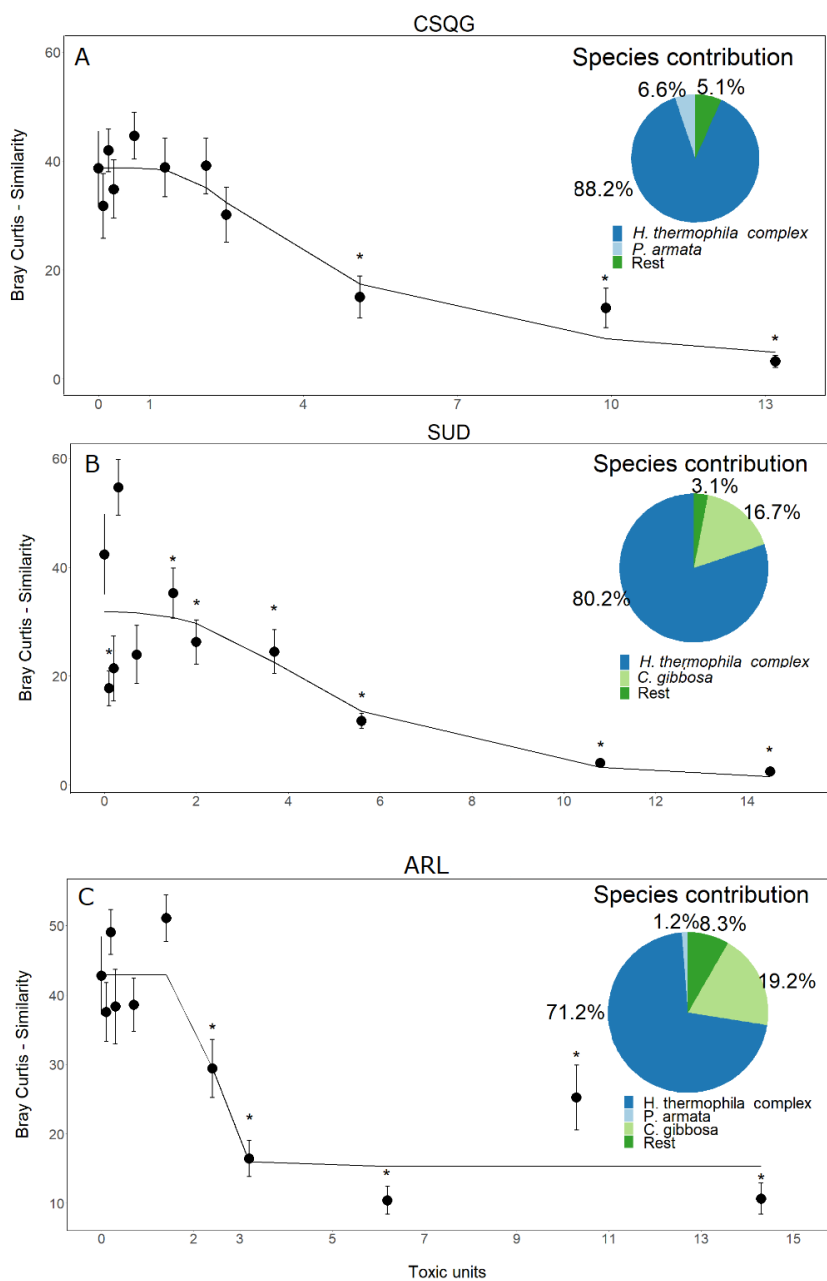 CSQG
A
Species contribution
6.6% 5.1%
88.2%
H. thermophila complex
P. armata
Rest
Bray Curtis - Similarity
60
40
20
0
* * *
0 1 4 7 10 13
SUD
B
Species contribution
3.1%
16.7%
80.2%
H. thermophila complex
C. gibbosa
Rest
Bray Curtis - Similarity
60
40
20
0
* * * * * * *
0 2 4 6 8 10 12 14
ARL
C
Species contribution
1.2% 8.3%
19.2%
71.2%
H. thermophila complex
P. armata
C. gibbosa
Rest
Bray Curtis - Similarity
50
40
30
20
10
* * * * *
0 2 3 5 7 9 11 13 15
Toxic units